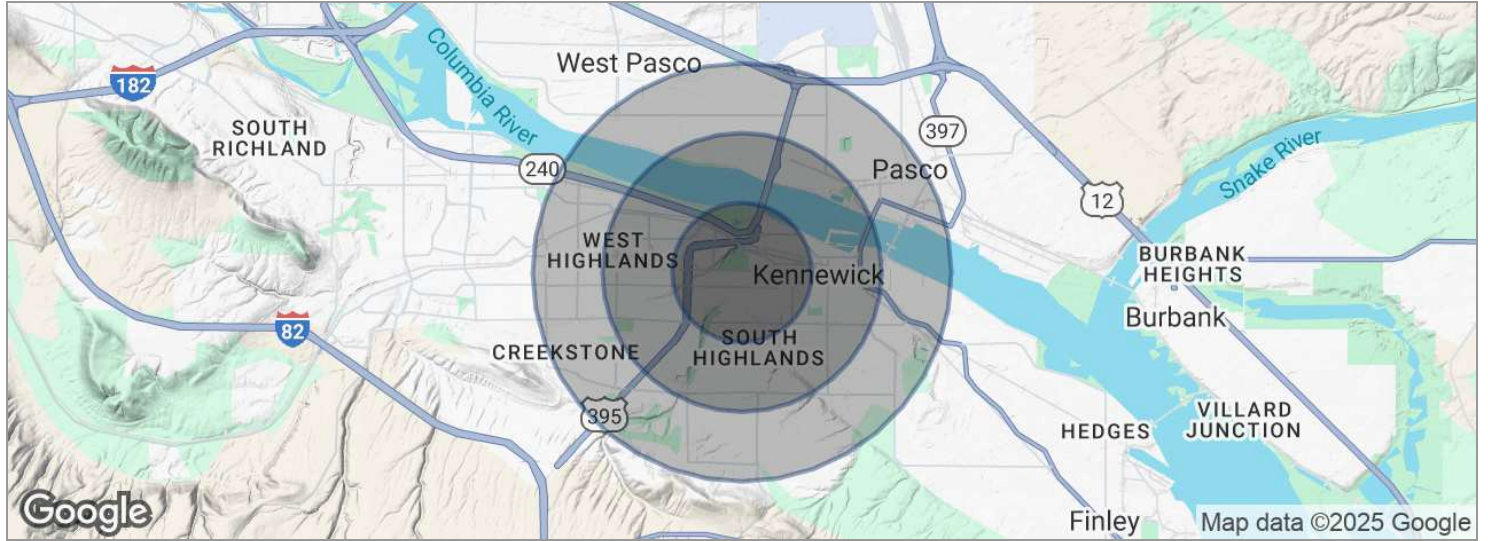 West Pasco
Columbia River
182
SOUTH
RICHLAND
397
Snake River
240
Pasco
12
WEST
HIGHLANDS
BURBANK
HEIGHTS
Kennewick
Burbank
82
SOUTH
HIGHLANDS
CREEKSTONE
395
VILLARD
JUNCTION
HEDGES
Google
Finley
Map data ©2025 Google